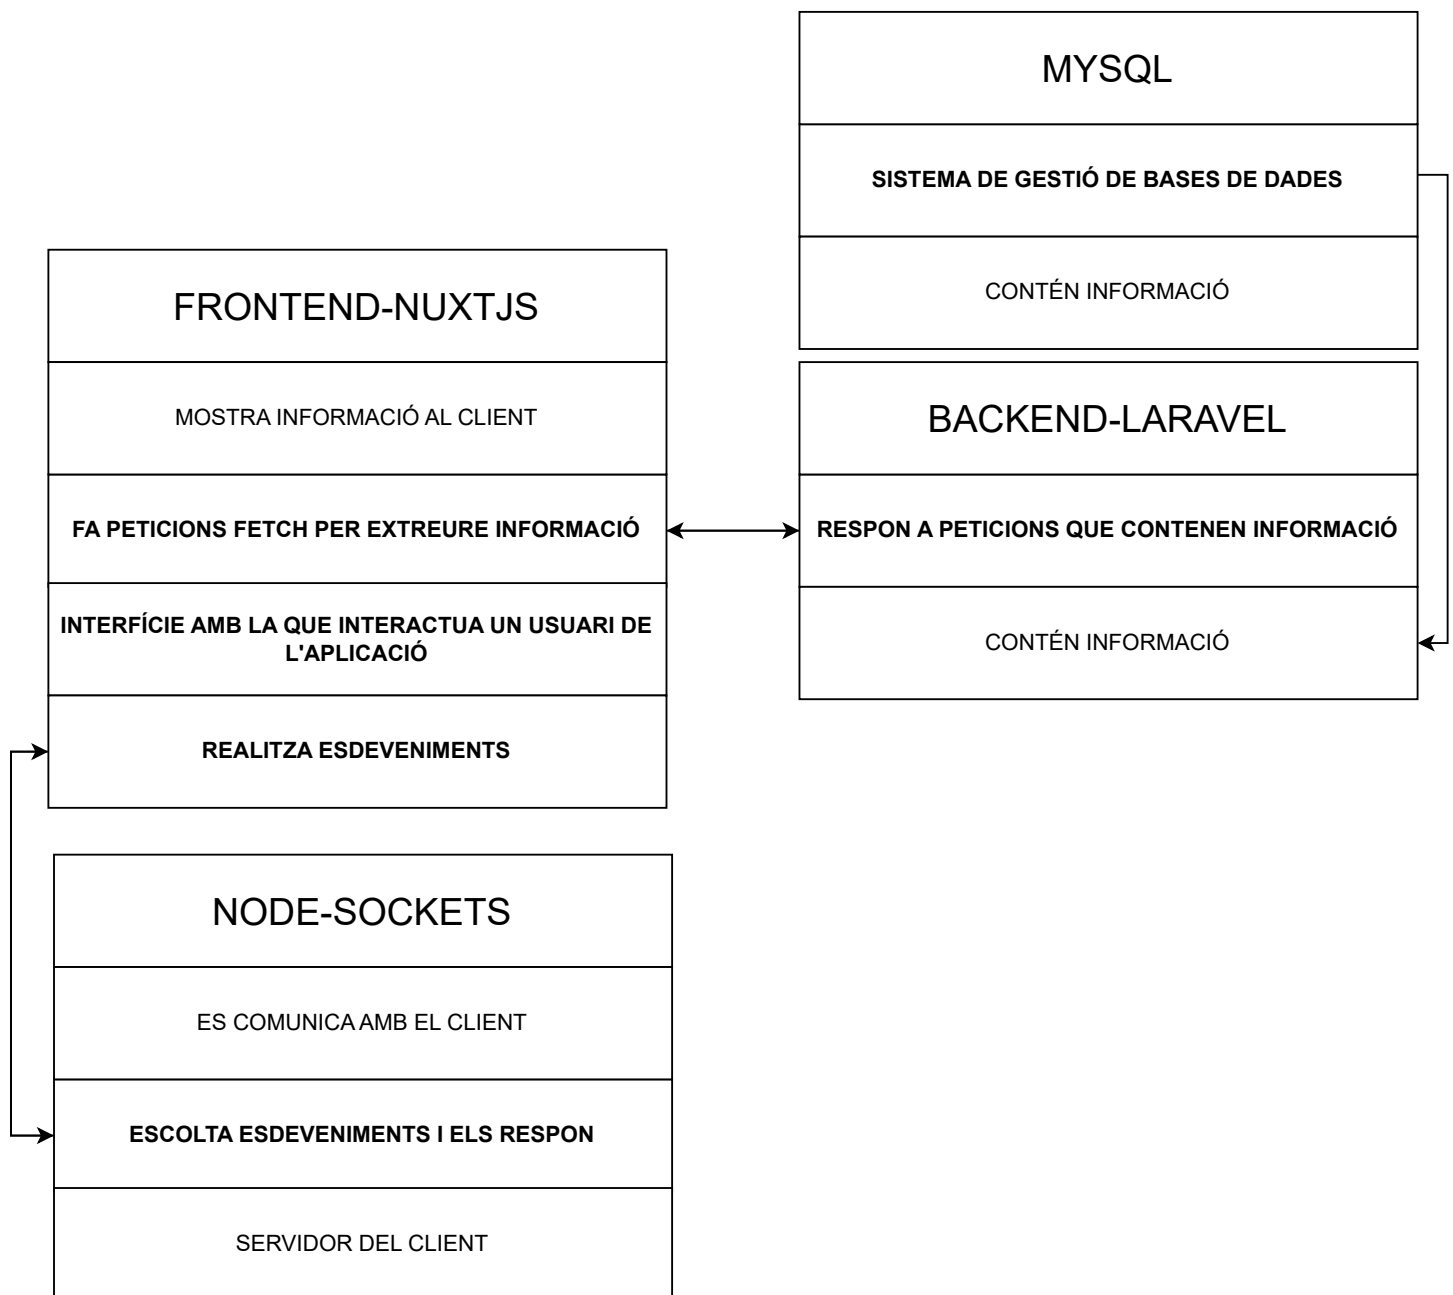 MYSQL
SISTEMA DE GESTIÓ DE BASES DE DADES
CONTÉN INFORMACIÓ
FRONTEND-NUXTJS
MOSTRA INFORMACIÓ AL CLIENT
FA PETICIONS FETCH PER EXTREURE INFORMACIÓ
INTERFÍCIE AMB LA QUE INTERACTUA UN USUARI DE
L'APLICACIÓ
REALITZA ESDEVENIMENTS
BACKEND-LARAVEL
RESPON A PETICIONS QUE CONTENEN INFORMACIÓ
CONTÉN INFORMACIÓ
NODE-SOCKETS
ES COMUNICA AMB EL CLIENT
ESCOLTA ESDEVENIMENTS I ELS RESPON
SERVIDOR DEL CLIENT